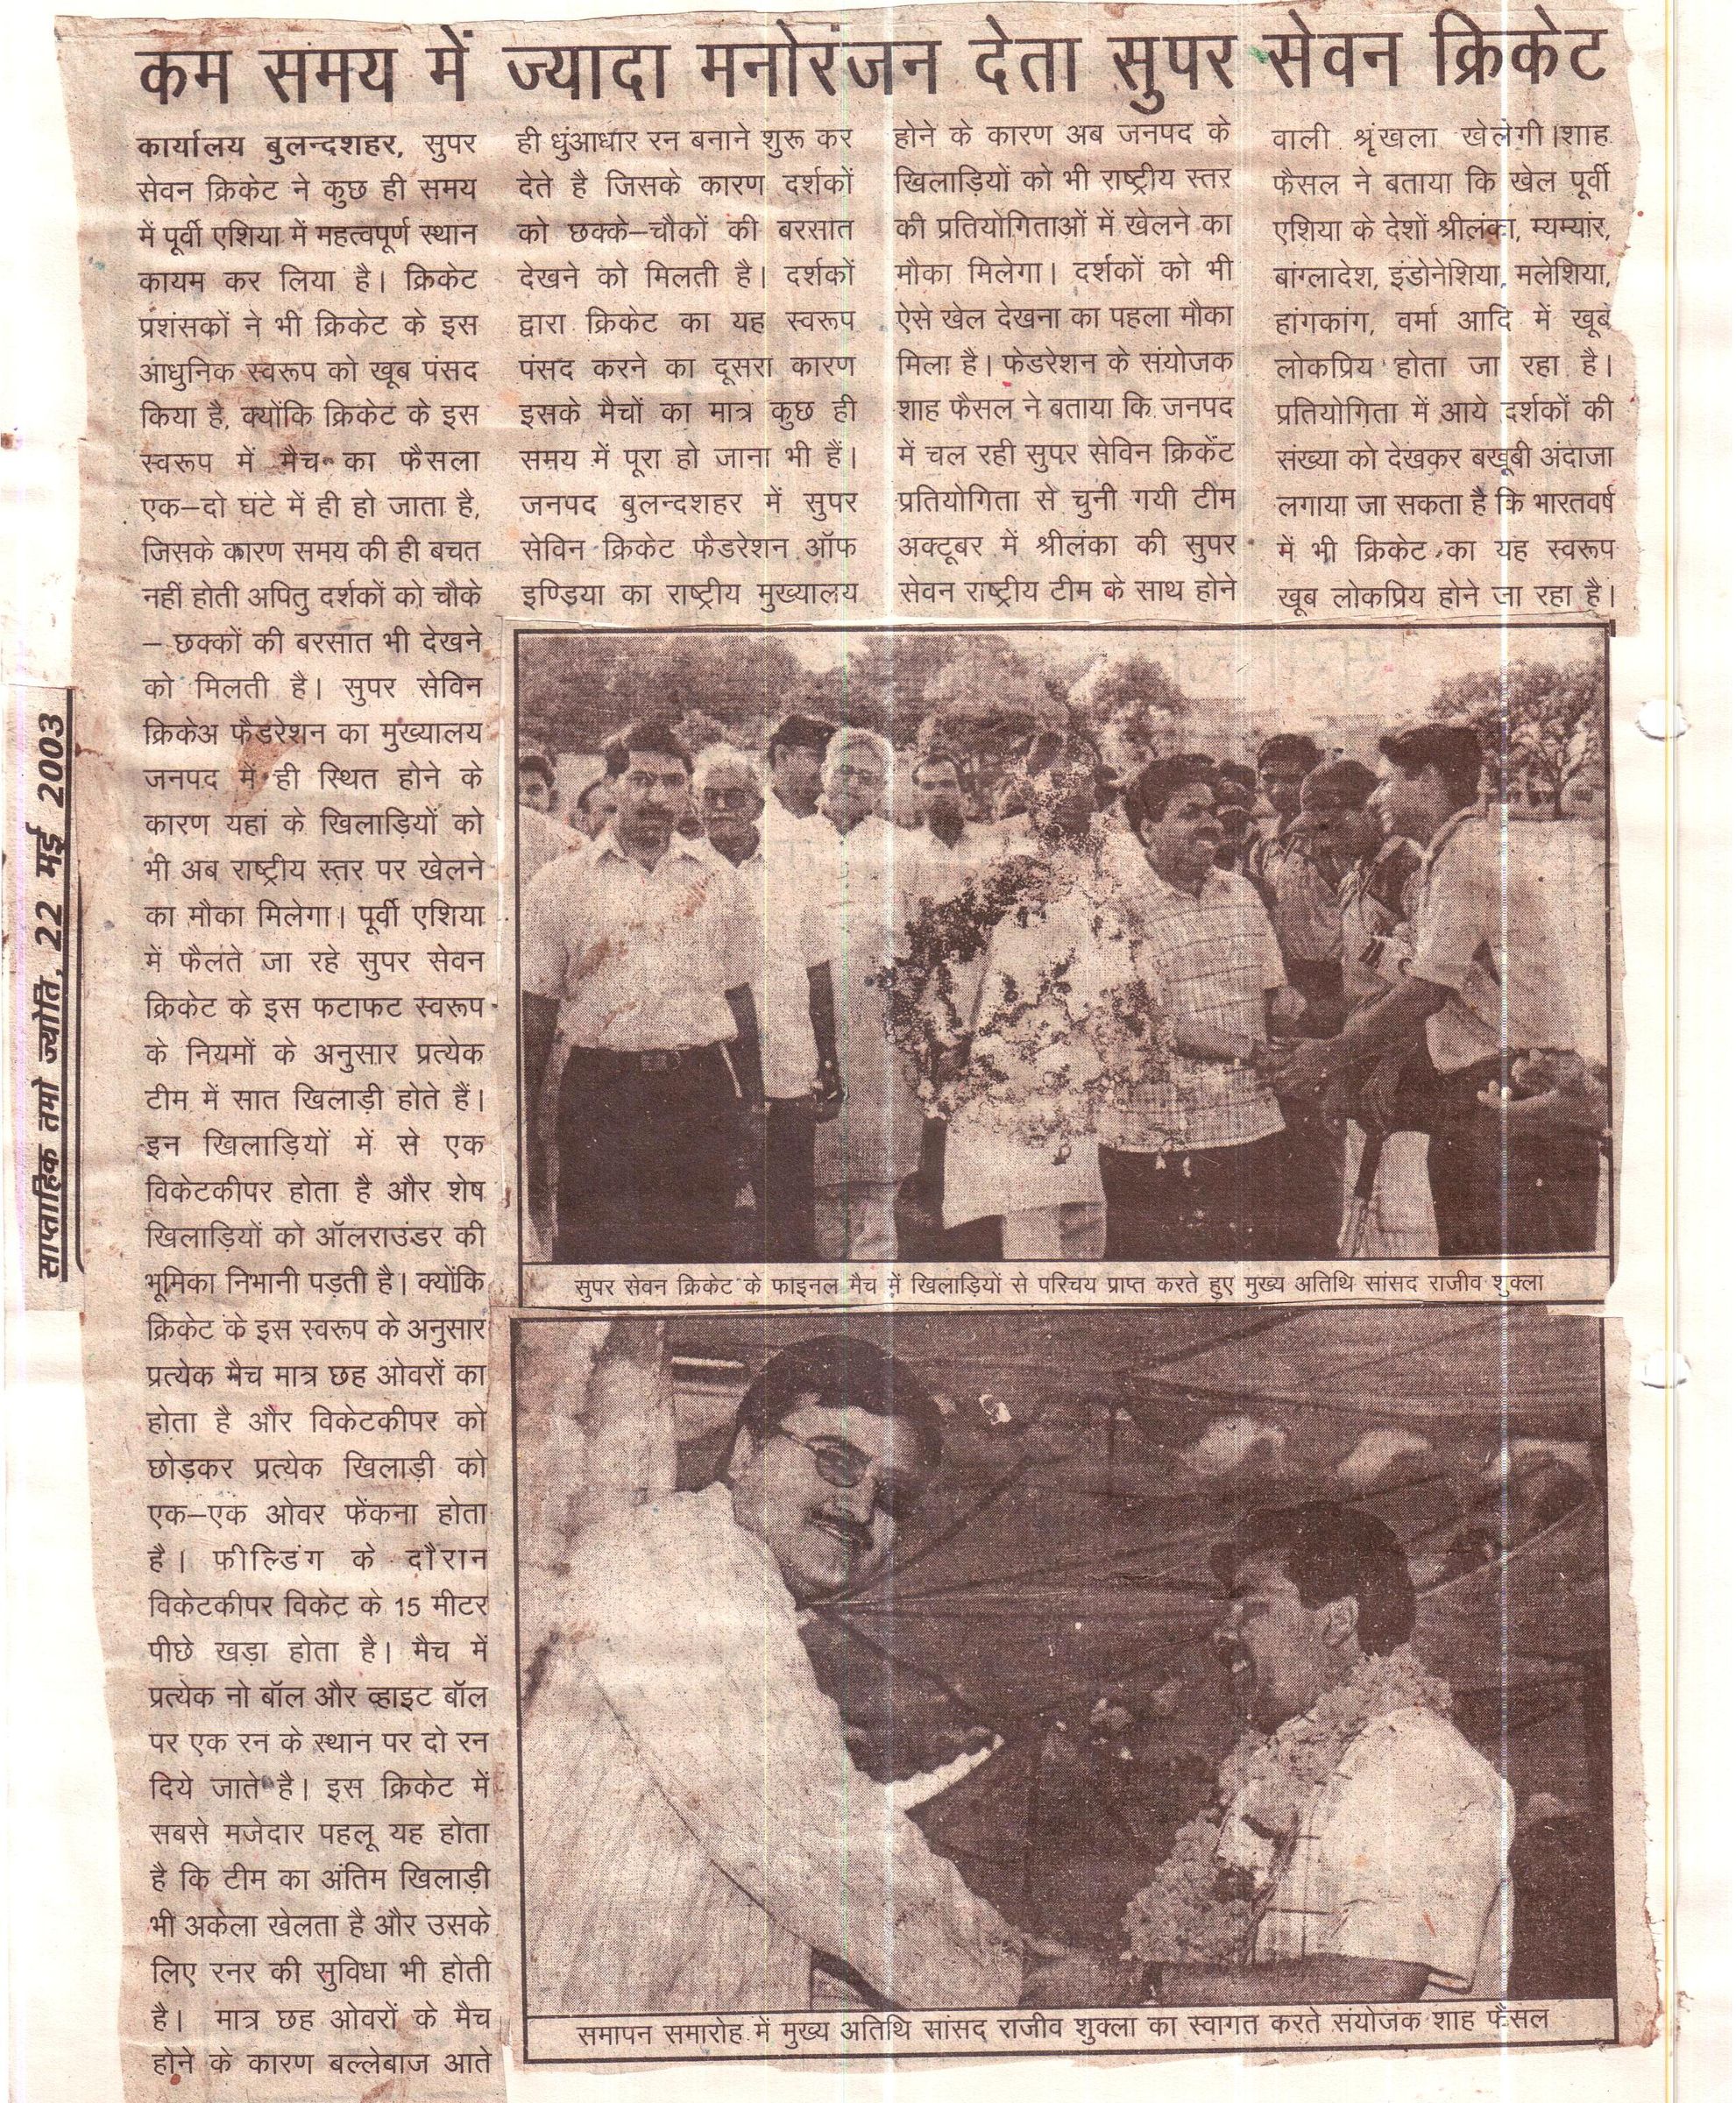 कम समय में ज्यादा मनोरंजन देता सुपर सेवन क्रिकेट
कार्यालय बुलन्दशहर, सुपर
सेवन क्रिकेट ने कुछ ही समय
में पूर्वी एशिया में महत्वपूर्ण स्थान
कायम कर लिया है। क्रिकेट
प्रशंसकों ने भी क्रिकेट के इस
आधुनिक स्वरूप को खूब पंसद
किया है, क्योंकि क्रिकेट के इस
स्वरूप में मैच का फैसला
एक–दो घंटे में ही हो जाता है,
जिसके कारण समय की ही बचत
नहीं होती अपितु दर्शकों को चौके
– छक्कों की बरसात भी देखने
को मिलती है। सुपर सेविन
क्रिकेअ फैडरेशन का मुख्यालय
जनपद में ही स्थित होने के
कारण यहां के खिलाड़ियों को
भी अब राष्ट्रीय स्तर पर खेलने
का मौका मिलेगा। पूर्वी एशिया
में फैलते जा रहे सुपर सेवन
क्रिकेट के इस फटाफट स्वरूप
के नियमों के अनुसार प्रत्येक
टीम में सात खिलाड़ी होते हैं।
इन खिलाड़ियों में से एक
विकेटकीपर होता है और शेष
खिलाड़ियों को ऑलराउंडर की
भूमिका निभानी पड़ती है। क्योंकि
क्रिकेट के इस स्वरूप के अनुसार
प्रत्येक मैच मात्र छह ओवरों का
होता है और विकेटकीपर को
छोड़कर प्रत्येक खिलाड़ी को
एक–एक ओवर फेंकना होता
है। फील्डिंग के दौरान
विकेटकीपर विकेट के 15 मीटर
पीछे खड़ा होता है। मैच में
प्रत्येक नो बॉल और व्हाइट बॉल
पर एक रन के स्थान पर दो रन
दिये जाते है। इस क्रिकेट में
सबसे मजेदार पहलू यह होता
है कि टीम का अंतिम खिलाड़ी
भी अकेला खेलता है और उसके
लिए रनर की सुविधा भी होती
है। मात्र छह ओवरों के मैच
होने के कारण बल्लेबाज आते
ही धुंआधार रन बनाने शुरू कर
देते है जिसके कारण दर्शकों
को छक्के–चौकों की बरसात
देखने को मिलती है। दर्शकों
द्वारा क्रिकेट का यह स्वरूप
पंसद करने का दूसरा कारण
इसके मैचों का मात्र कुछ ही
समय में पूरा हो जाना भी हैं।
जनपद बुलन्दशहर में सुपर
सेविन क्रिकेट फैडरेशन ऑफ
इण्डिया का राष्ट्रीय मुख्यालय
होने के कारण अब जनपद के
खिलाड़ियों को भी राष्ट्रीय स्तर
की प्रतियोगिताओं में खेलने का
मौका मिलेगा। दर्शकों को भी
ऐसे खेल देखना का पहला मौका
मिला है। फेडरेशन के संयोजक
शाह फैसल ने बताया कि जनपद
में चल रही सुपर सेविन क्रिकेंट
प्रतियोगिता से चुनी गयी टीम
अक्टूबर में श्रीलंका की सुपर
सेवन राष्ट्रीय टीम के साथ होने
वाली श्रृंखला खेलेगी।शाह
फैसल ने बताया कि खेल पूर्वी
एशिया के देशों श्रीलंका, म्यम्यांर,
बांग्लादेश, इंडोनेशिया, मलेशिया,
हांगकांग, वर्मा आदि में खूब
लोकप्रिय होता जा रहा है।
प्रतियोगिता में आये दर्शकों की
संख्या को देखकर बखूबी अंदाजा
लगाया जा सकता है कि भारतवर्ष
में भी क्रिकेट का यह स्वरूप
खूब लोकप्रिय होने जा रहा है।
साप्ताहिक तमो ज्योति, 22 मई 2003
सुपर सेवन क्रिकेट के फाइनल मैच में खिलाड़ियों से परिचय प्राप्त करते हुए मुख्य अतिथि सांसद राजीव शुक्ला
समापन समारोह में मुख्य अतिथि सांसद राजीव शुक्ला का स्वागत करते संयोजक शाह फैसल